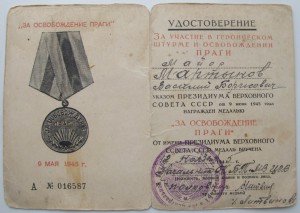 "ЗА ОСВОБОЖДЕНИЕ
ПРАГИ"
9 МАЯ 1945 г.
А № 016587
УДОСТОВЕРЕНИЕ
ЗА УЧАСТИЕ В ГЕРОИЧЕСКОМ
ШТУРМЕ И ОСВОБОЖДЕНИИ
ПРАГИ
Майор
Мартынов
Василий Борисович
УКАЗОМ ПРЕЗИДИУМА ВЕРХОВНОГО
СОВЕТА СССР от 9 июня 1945 года
НАГРАЖДЕН МЕДАЛЬЮ
"ЗА ОСВОБОЖДЕНИЕ
ПРАГИ"
От имени ПРЕЗИДИУМА ВЕРХОВНОГО
СОВЕТА СССР МЕДАЛЬ ВРУЧЕНА